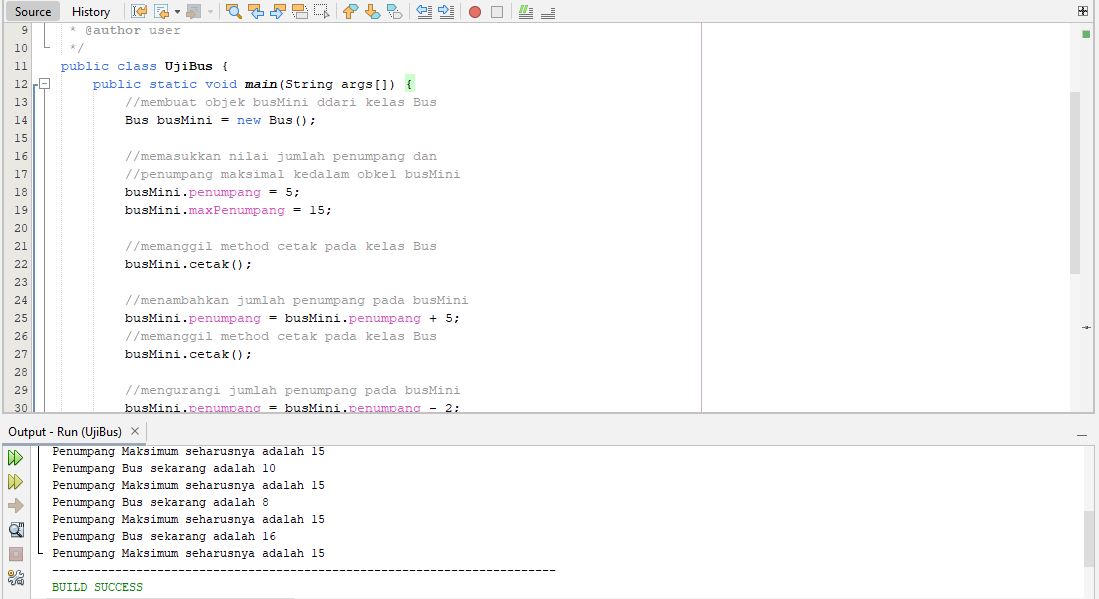 Source History
9 * @author user
10 */
11 public class UjiBus {
12 public static void main(String args[]) {
13 //membuat objek busMini ddari kelas Bus
14 Bus busMini = new Bus();
15
16 //memasukkan nilai jumlah penumpang dan
17 //penumpang maksimal kedalam obkel busMini
18 busMini.penumpang = 5;
19 busMini.maxPenumpang = 15;
20
21 //memanggil method cetak pada kelas Bus
22 busMini.cetak();
23
24 //menambahkan jumlah penumpang pada busMini
25 busMini.penumpang = busMini.penumpang + 5;
26 //memanggil method cetak pada kelas Bus
27 busMini.cetak();
28
29 //mengurangi jumlah penumpang pada busMini
30 busMini.penumpang = busMini.penumpang - 2;
Output - Run (UjiBus)
Penumpang Maksimum seharusnya adalah 15
Penumpang Bus sekarang adalah 10
Penumpang Maksimum seharusnya adalah 15
Penumpang Bus sekarang adalah 8
Penumpang Maksimum seharusnya adalah 15
Penumpang Bus sekarang adalah 16
Penumpang Maksimum seharusnya adalah 15
------------------------------------------------------------------------
BUILD SUCCESS